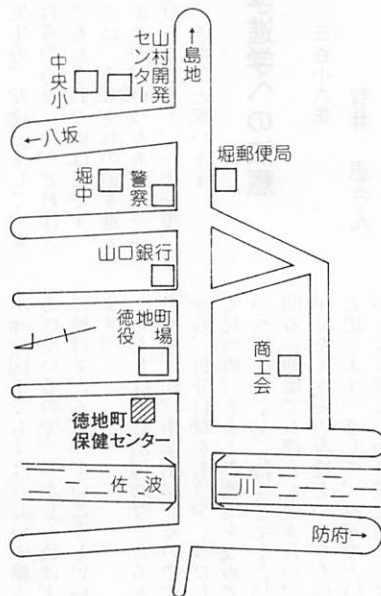 ↑島地
山村開発
センター
中央小
←八坂
堀郵便局
堀中
警察
山口銀行
徳地町
役場
商工会
徳地町
保健センター
佐波川
防府